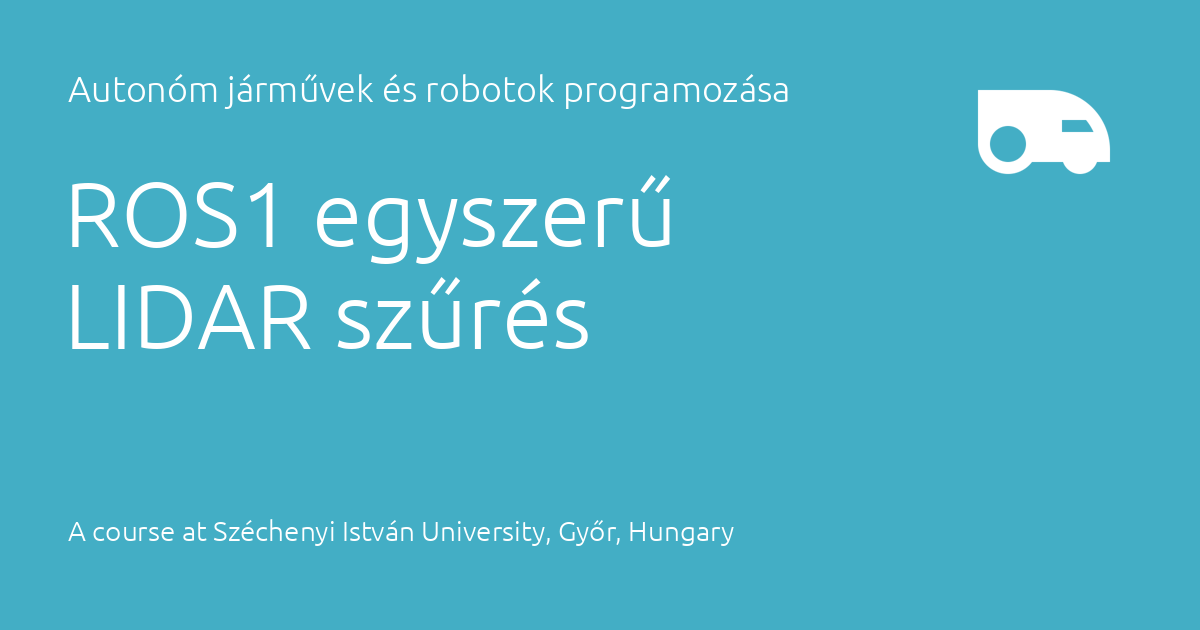 Autonóm járművek és robotok programozása
ROS1 egyszerű
LIDAR szűrés
A course at Széchenyi István University, Győr, Hungary